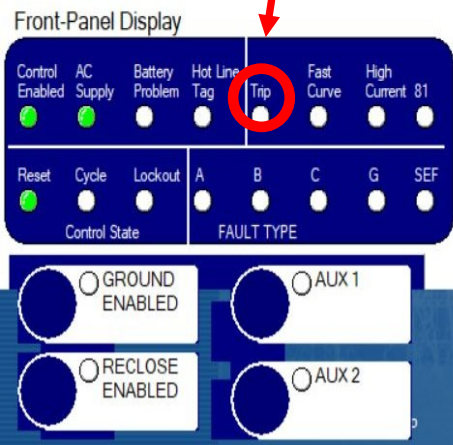 Front-Panel Display
Control Enabled
AC Supply
Battery Problem
Hot Line Tag
Trip
Fast Curve
High Current
81
Reset
Cycle
Lockout
A
B
C
G
SEF
Control State
FAULT TYPE
GROUND ENABLED
AUX 1
RECLOSE ENABLED
AUX 2